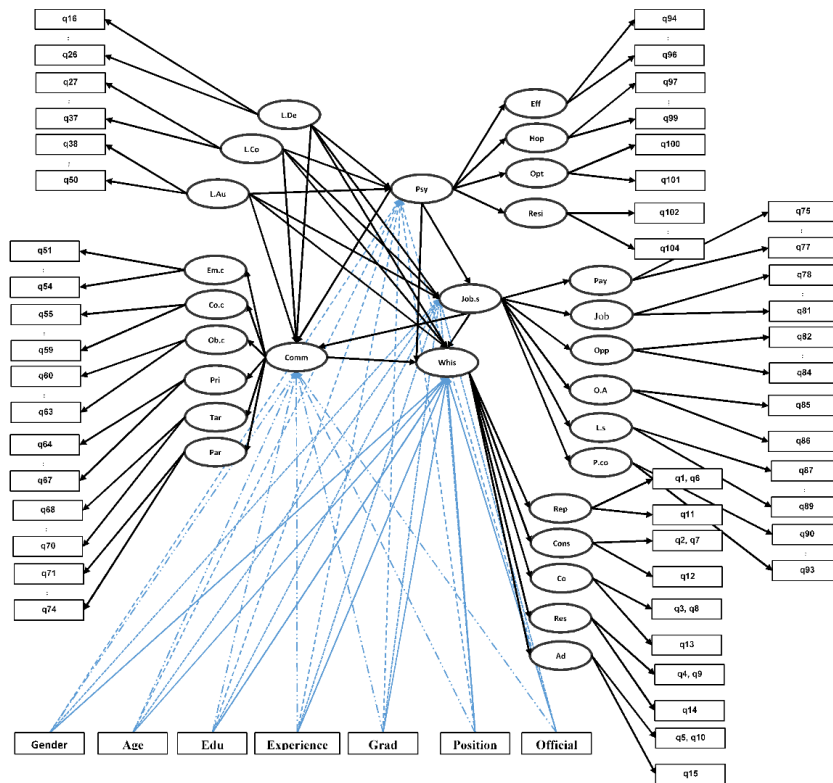 q16
:
q26
q27
:
q37
q38
:
q50
L.De
L.Co
L.Au
Psy
Eff
Hop
Opt
Resi
q94
:
q96
q97
:
q99
q100
q101
q102
:
q104
q51
:
q54
q55
:
q59
q60
:
q63
q64
:
q67
q68
:
q70
q71
:
q74
Em.c
Co.c
Ob.c
Pri
Tar
Par
Comm
Whis
Job.s
Pay
Job
Opp
O.A
L.s
P.co
q75
:
q77
q78
:
q81
q82
:
q84
q85
q86
q87
:
q89
q90
:
q93
Rep
Cons
Co
Res
Ad
q1, q6
q11
q2, q7
q12
q3, q8
q13
q4, q9
q14
q5, q10
q15
Gender
Age
Edu
Experience
Grad
Position
Official